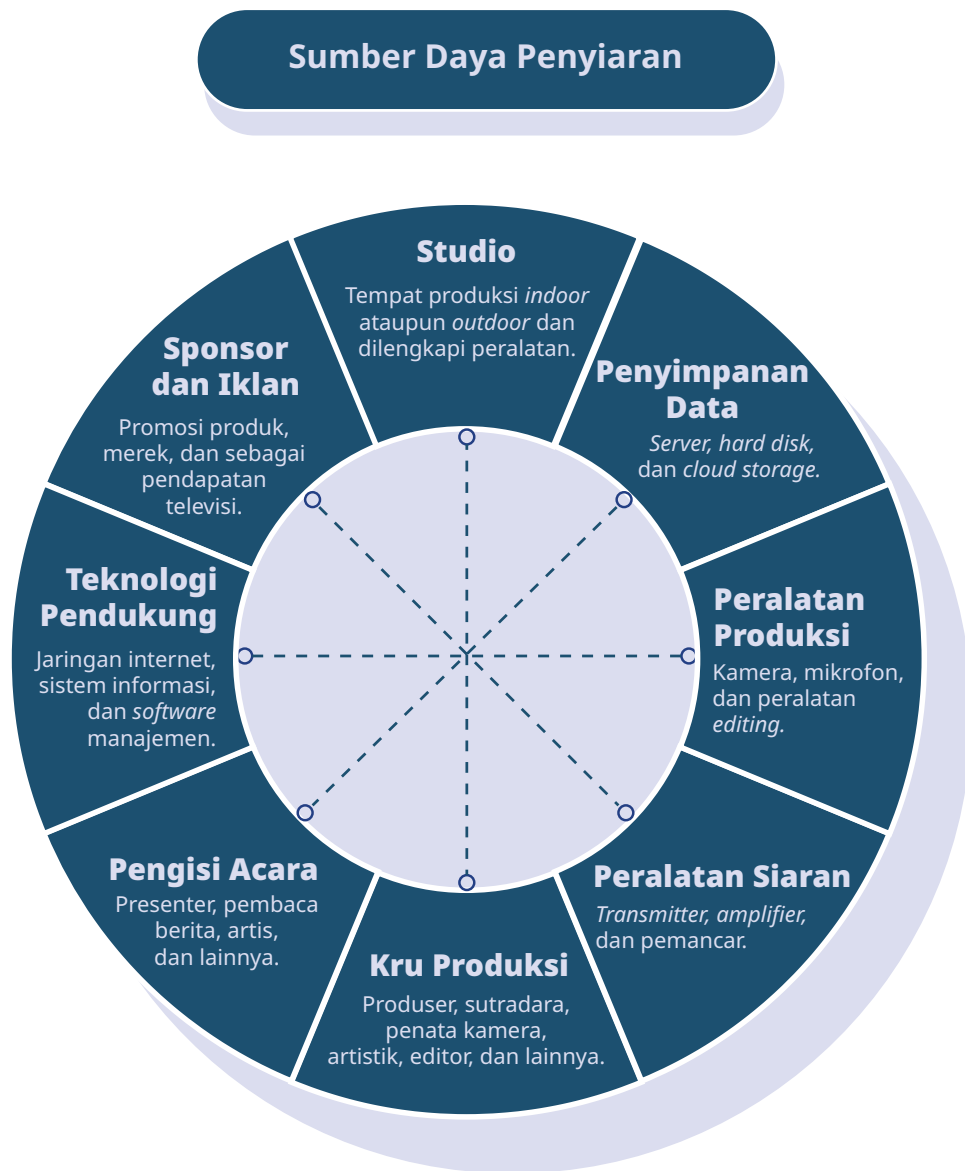 Sumber Daya Penyiaran
Studio
Tempat produksi indoor
ataupun outdoor dan
dilengkapi peralatan.
Penyimpanan
Data
Server, hard disk,
dan cloud storage.
Peralatan
Produksi
Kamera, mikrofon,
dan peralatan
editing.
Peralatan Siaran
Transmitter, amplifier,
dan pemancar.
Kru Produksi
Produser, sutradara,
penata kamera,
artistik, editor, dan lainnya.
Pengisi Acara
Presenter, pembaca
berita, artis,
dan lainnya.
Teknologi
Pendukung
Jaringan internet,
sistem informasi,
dan software
manajemen.
Sponsor
dan Iklan
Promosi produk,
merek, dan sebagai
pendapatan
televisi.